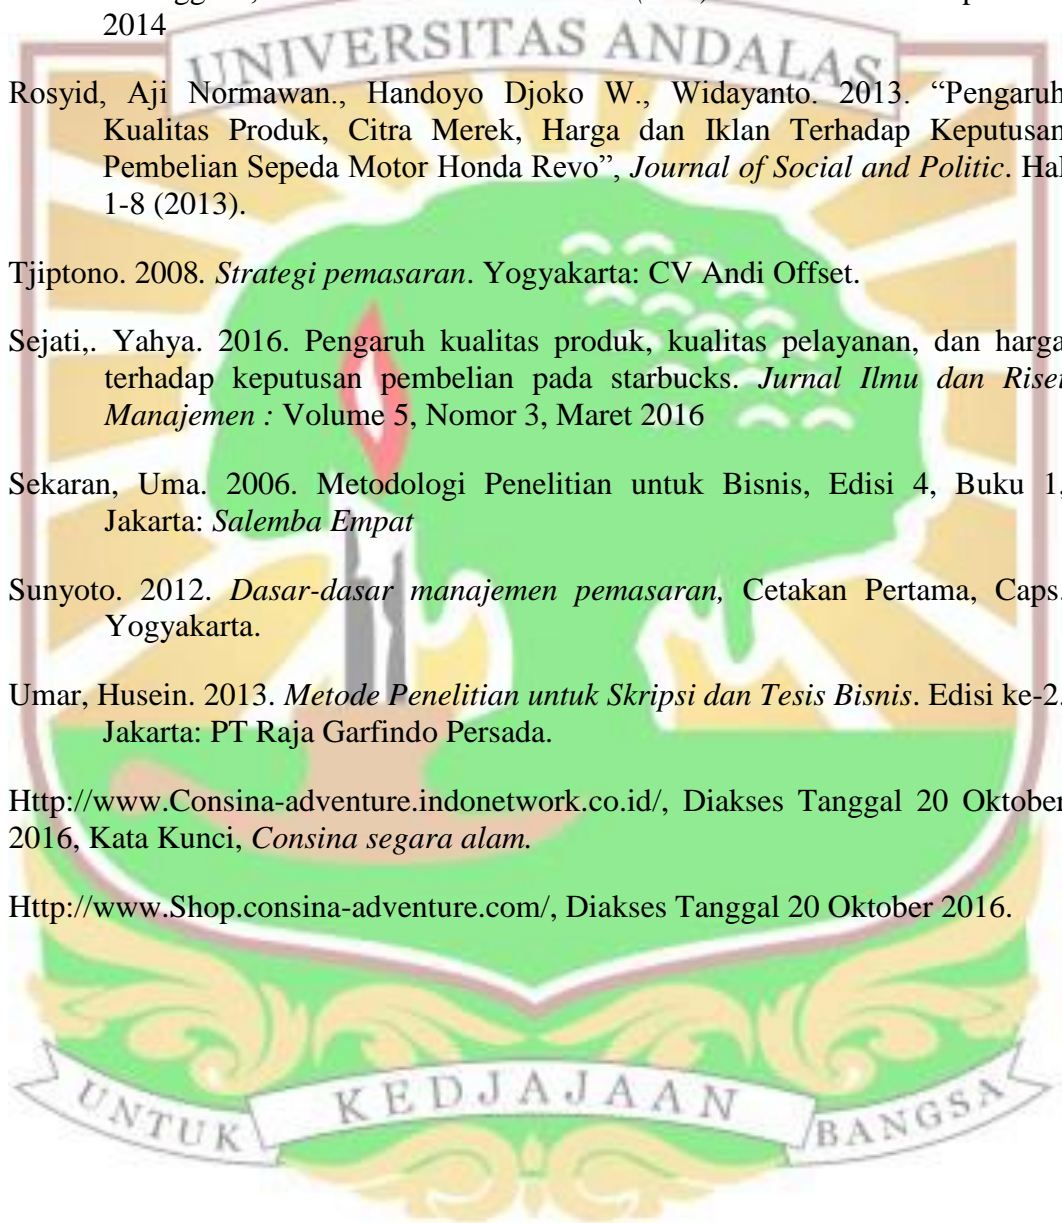 2014
UNIVERSITAS ANDALAS
Rosyid, Aji Normawan., Handoyo Djoko W., Widayanto. 2013. “Pengaruh
Kualitas Produk, Citra Merek, Harga dan Iklan Terhadap Keputusan
Pembelian Sepeda Motor Honda Revo”, Journal of Social and Politic. Hal
1-8 (2013).
Tjiptono. 2008. Strategi pemasaran. Yogyakarta: CV Andi Offset.
Sejati,. Yahya. 2016. Pengaruh kualitas produk, kualitas pelayanan, dan harga
terhadap keputusan pembelian pada starbucks. Jurnal Ilmu dan Riset
Manajemen : Volume 5, Nomor 3, Maret 2016
Sekaran, Uma. 2006. Metodologi Penelitian untuk Bisnis, Edisi 4, Buku 1,
Jakarta: Salemba Empat
Sunyoto. 2012. Dasar-dasar manajemen pemasaran, Cetakan Pertama, Caps.
Yogyakarta.
Umar, Husein. 2013. Metode Penelitian untuk Skripsi dan Tesis Bisnis. Edisi ke-2.
Jakarta: PT Raja Garfindo Persada.
Http://www.Consina-adventure.indonetwork.co.id/, Diakses Tanggal 20 Oktober
2016, Kata Kunci, Consina segara alam.
Http://www.Shop.consina-adventure.com/, Diakses Tanggal 20 Oktober 2016.
UNTUK KEDJAJAAN BANGSA